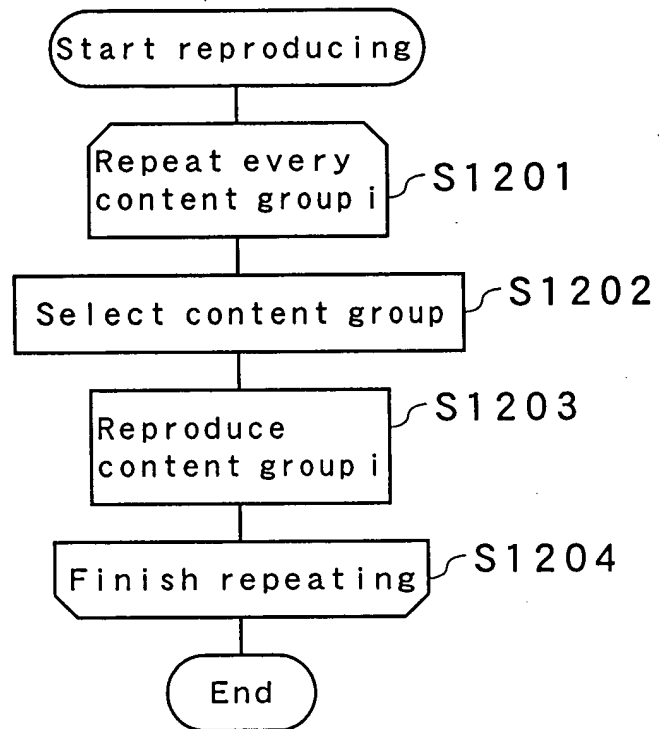 Start reproducing
Repeat every
content group i
S1201
Select content group
S1202
Reproduce
content group i
S1203
Finish repeating
S1204
End